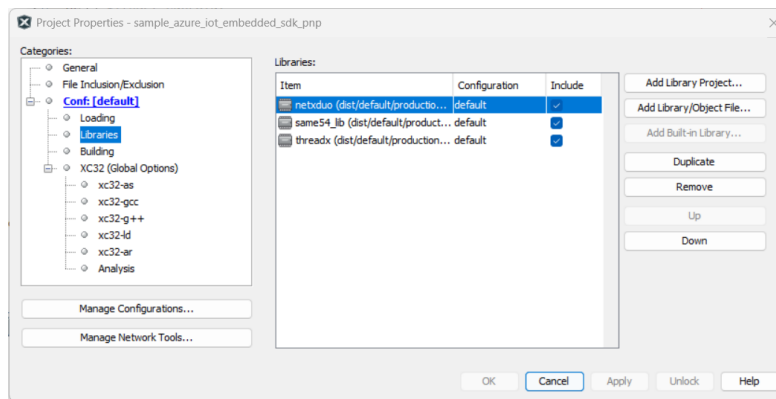 Project Properties - sample_azure_iot_embedded_sdk_pnp
Categories:
General
File Inclusion/Exclusion
Conf: [default]
Loading
Libraries
Building
XC32 (Global Options)
xc32-as
xc32-gcc
xc32-g++
xc32-ld
xc32-ar
Analysis
Manage Configurations...
Manage Network Tools...
Libraries:
Item Configuration Include
netxduo (dist/default/productio... default
same54_lib (dist/default/product... default
threadx (dist/default/production... default
Add Library Project...
Add Library/Object File...
Add Built-in Library...
Duplicate
Remove
Up
Down
OK Cancel Apply Unlock Help